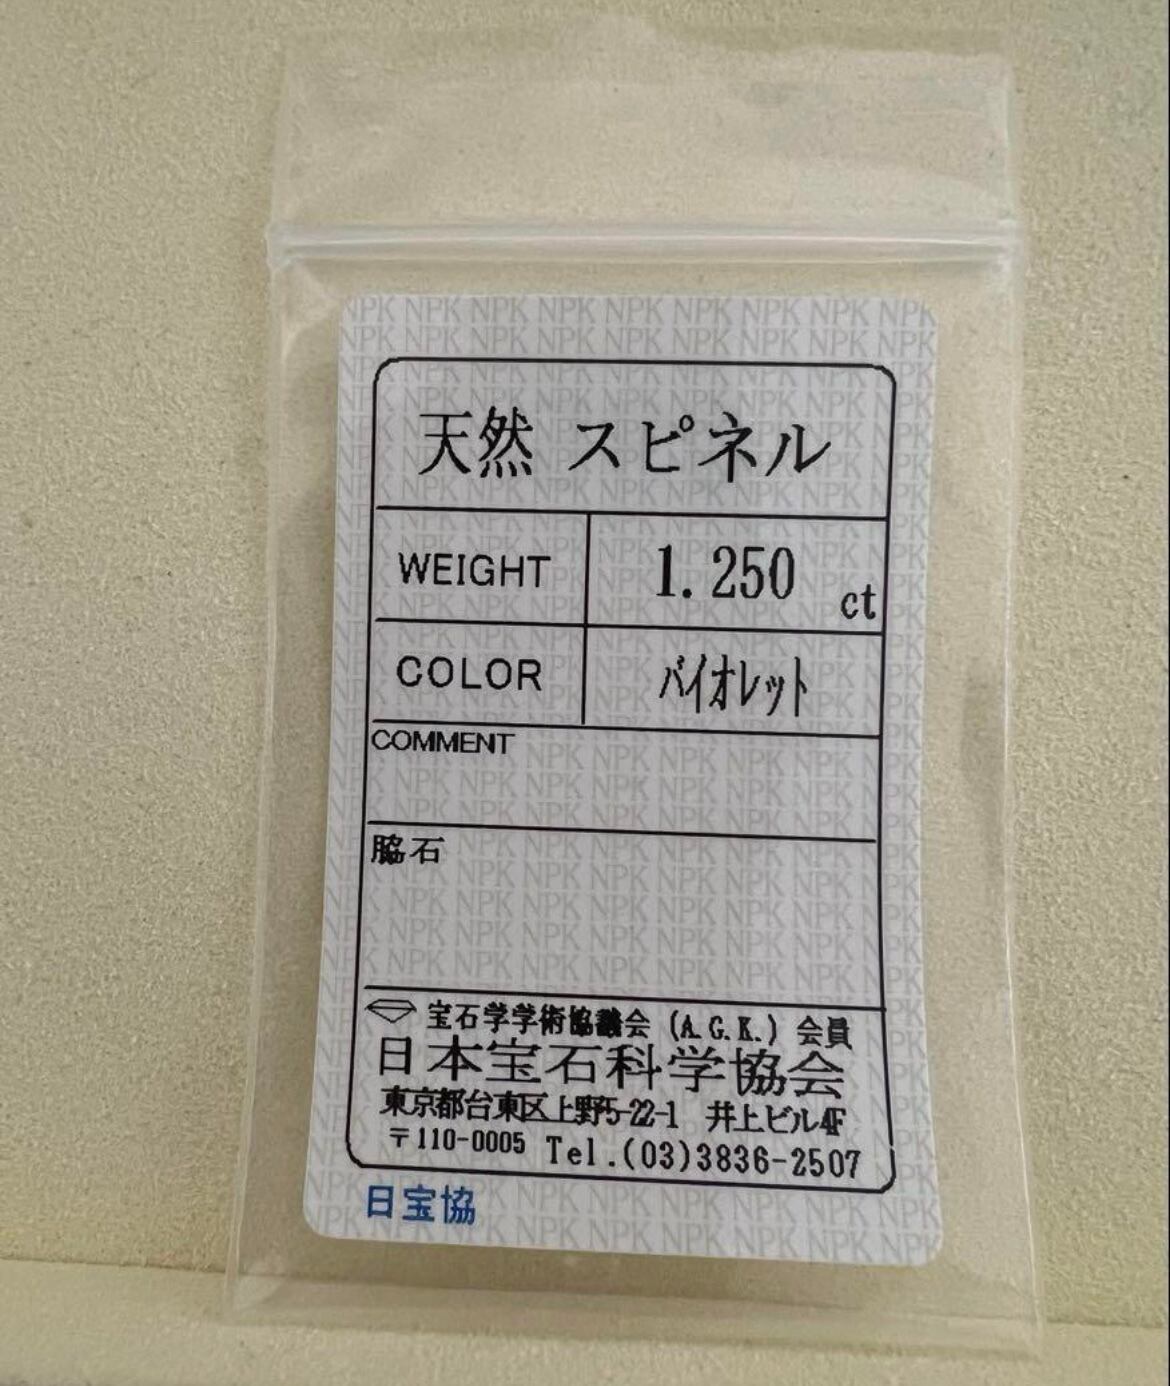 天然 スピネル
WEIGHT 1.250 ct
COLOR バイオレット
COMMENT
脇石
宝石学学術協議会 (A.G.K.) 会員
日本宝石科学協会
東京都台東区上野5-22-1 井上ビル4F
〒110-0005 Tel.(03)3836-2507
日宝協